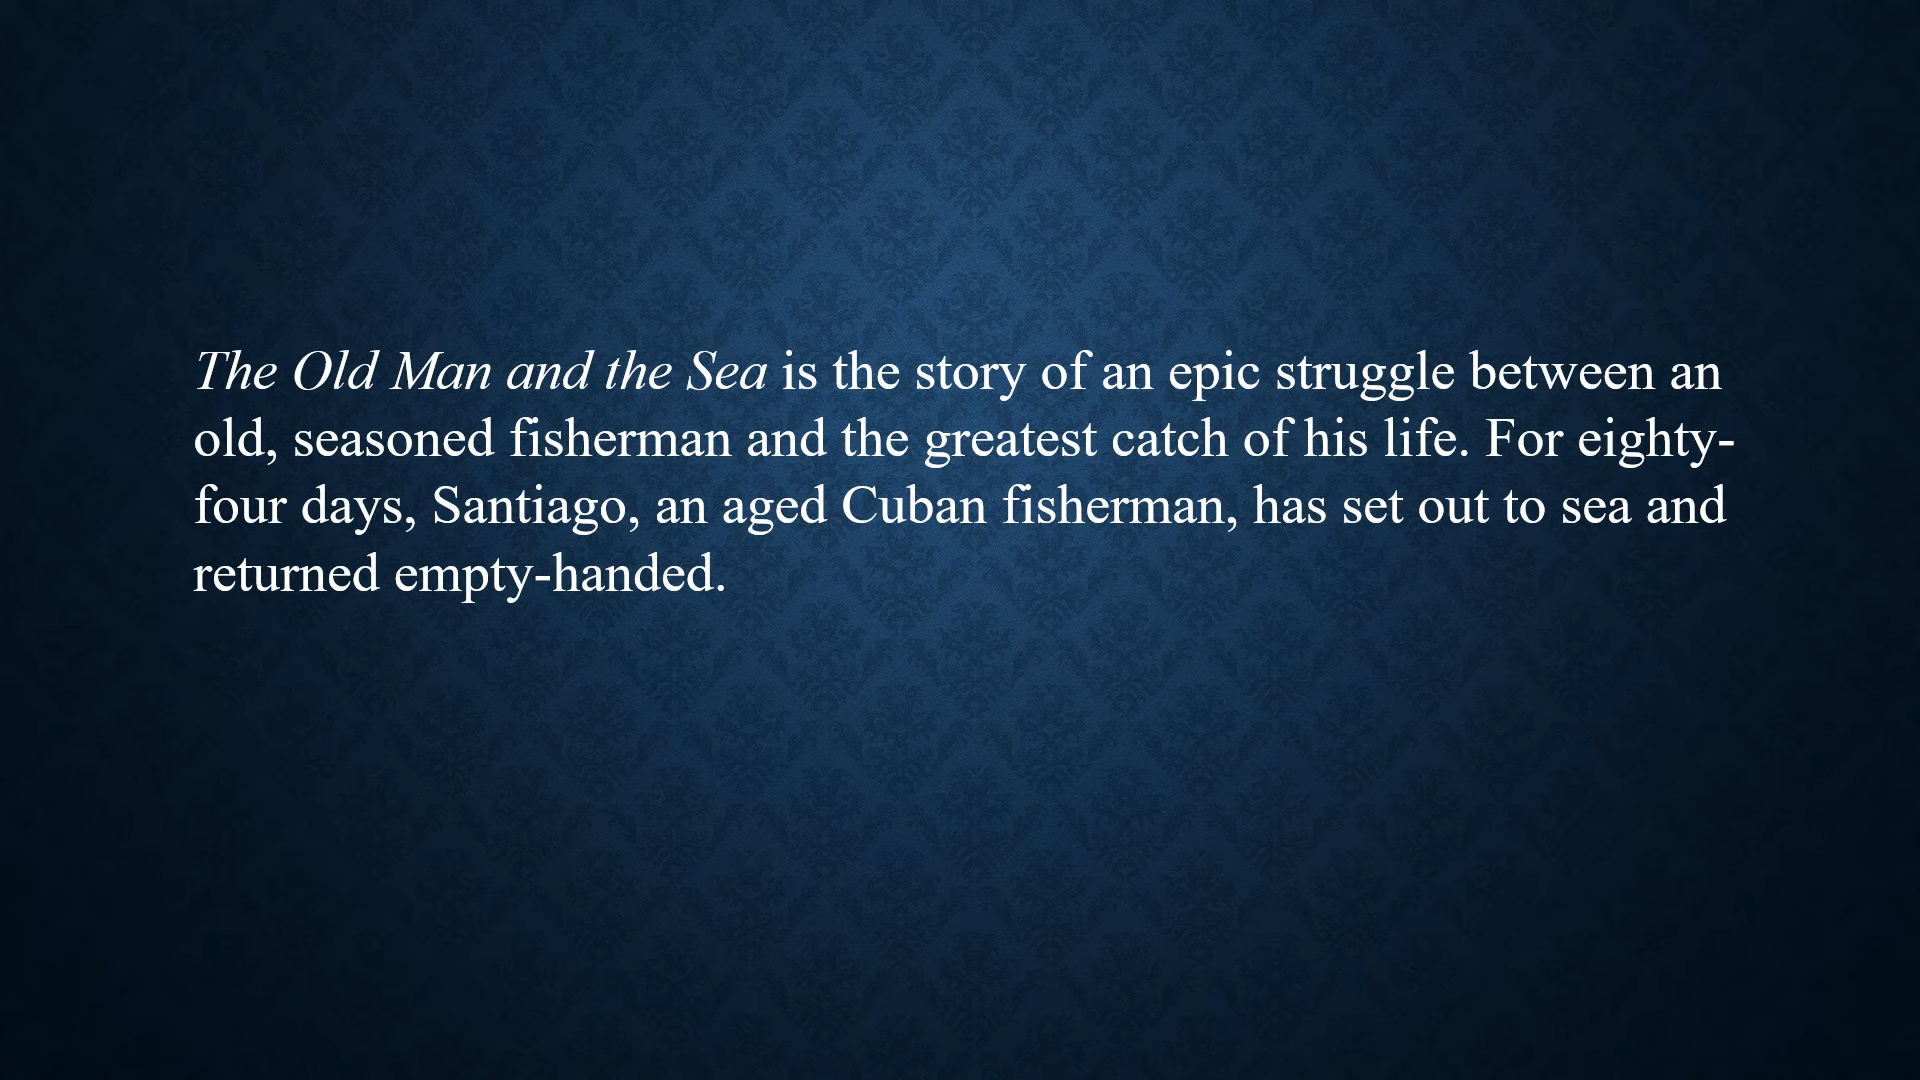 The Old Man and the Sea is the story of an epic struggle between an
old, seasoned fisherman and the greatest catch of his life. For eighty-
four days, Santiago, an aged Cuban fisherman, has set out to sea and
returned empty-handed.